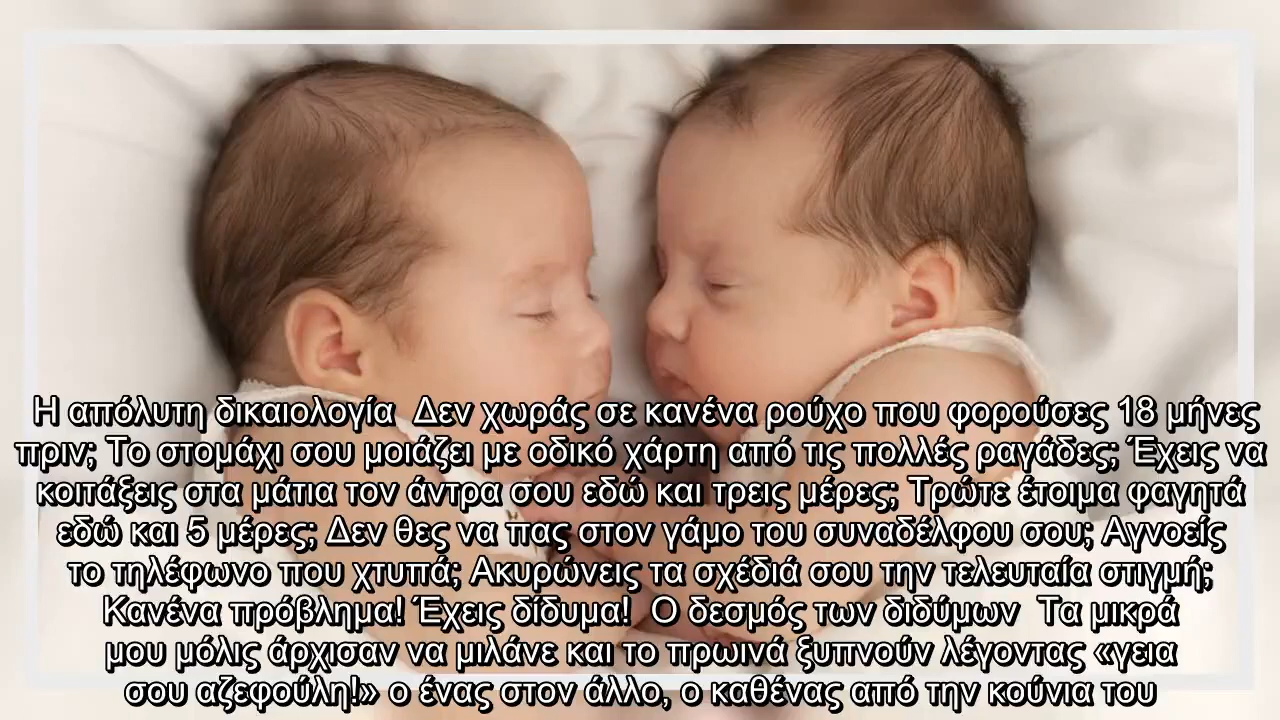 Η απόλυτη δικαιολογία  Δεν χωράς σε κανένα ρούχο που φορούσες 18 μήνες
πριν; Το στομάχι σου μοιάζει με οδικό χάρτη από τις πολλές ραγάδες; Έχεις να
κοιτάξεις στα μάτια τον άντρα σου εδώ και τρεις μέρες; Τρώτε έτοιμα φαγητά
εδώ και 5 μέρες; Δεν θες να πας στον γάμο του συναδέλφου σου; Αγνοείς
το τηλέφωνο που χτυπά; Ακυρώνεις τα σχέδιά σου την τελευταία στιγμή;
Κανένα πρόβλημα! Έχεις δίδυμα!  Ο δεσμός των διδύμων  Τα μικρά
μου μόλις άρχισαν να μιλάνε και το πρωινά ξυπνούν λέγοντας «γεια
σου αζεφούλη!» ο ένας στον άλλο, ο καθένας από την κούνια του